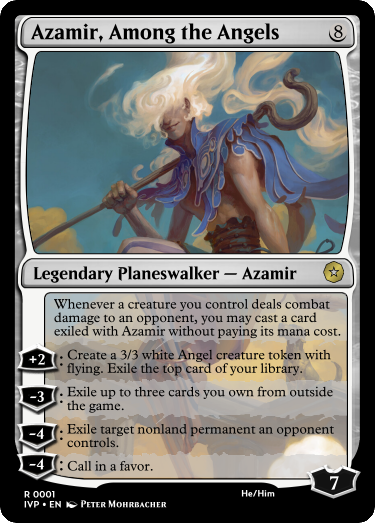 Azamir, Among the Angels 8
Legendary Planeswalker — Azamir
Whenever a creature you control deals combat
damage to an opponent, you may cast a card
exiled with Azamir without paying its mana cost.
+2: Create a 3/3 white Angel creature token with
flying. Exile the top card of your library.
-3: Exile up to three cards you own from outside
the game.
-4: Exile target nonland permanent an opponent
controls.
-4: Call in a favor.
7
R 0001 He/Him
IVP • EN Peter Mohrbacher